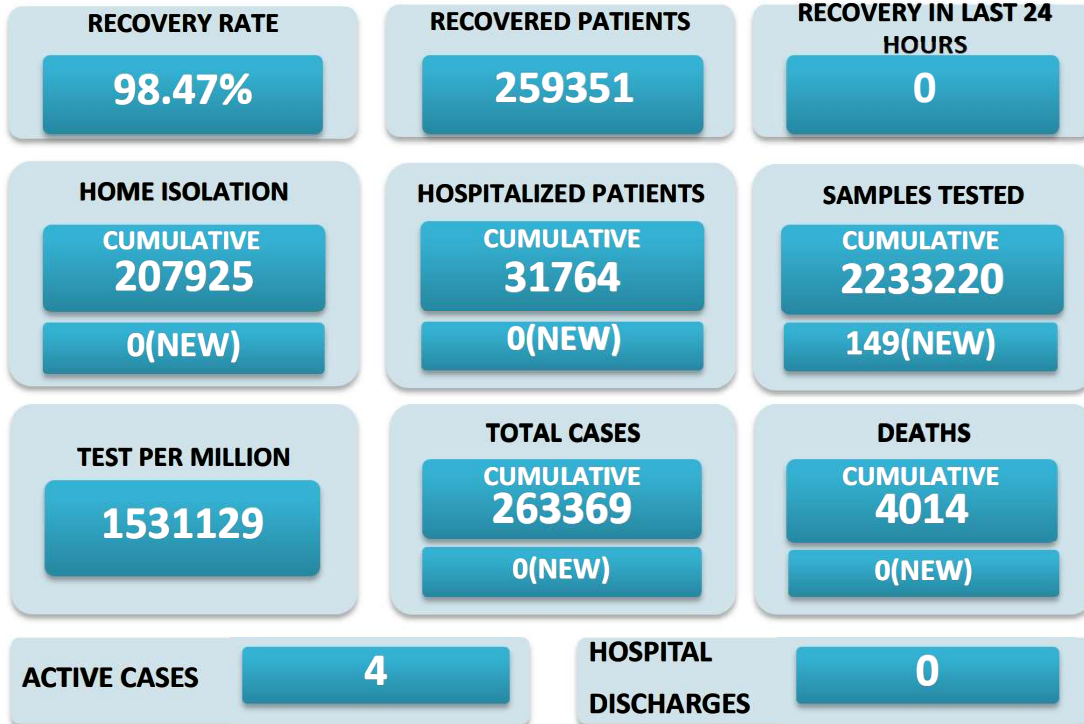 RECOVERY RATE
98.47%
RECOVERED PATIENTS
259351
RECOVERY IN LAST 24
HOURS
0
HOME ISOLATION
CUMULATIVE
207925
0(NEW)
HOSPITALIZED PATIENTS
CUMULATIVE
31764
0(NEW)
SAMPLES TESTED
CUMULATIVE
2233220
149(NEW)
TEST PER MILLION
1531129
TOTAL CASES
CUMULATIVE
263369
0(NEW)
DEATHS
CUMULATIVE
4014
0(NEW)
ACTIVE CASES
4
HOSPITAL
DISCHARGES
0